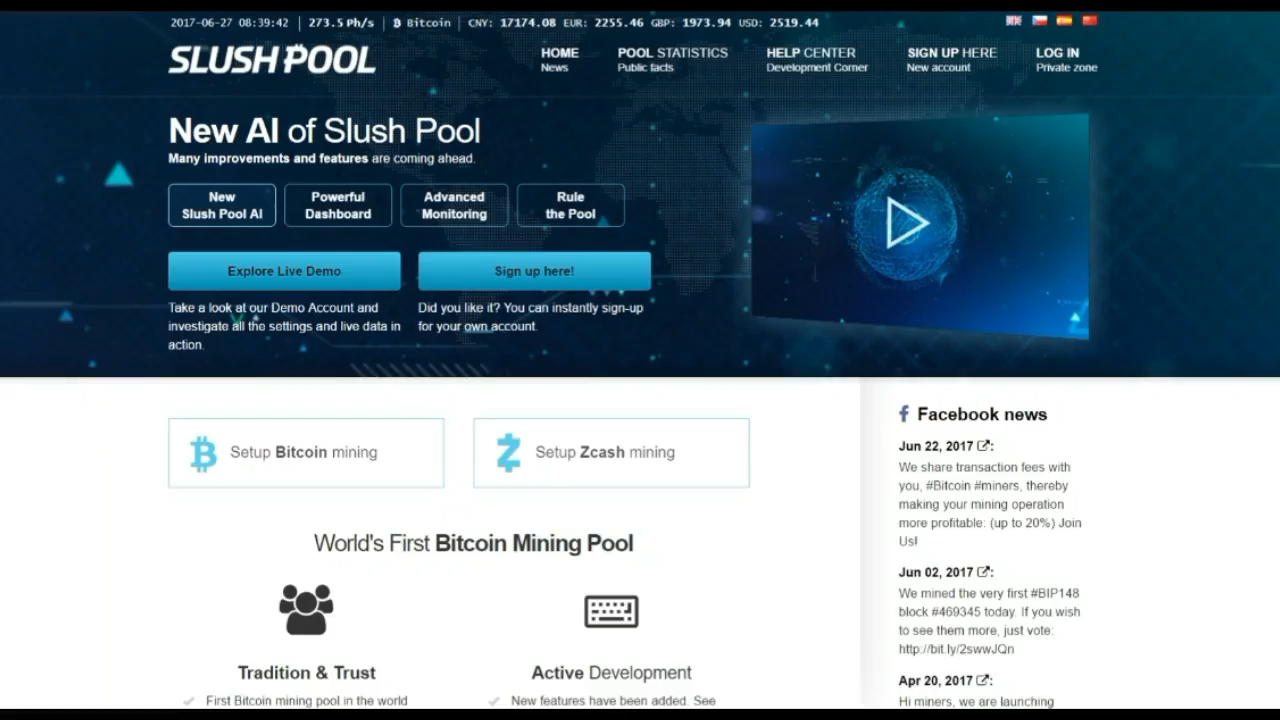 2017-06-27 08:39:42 | 273.5 Ph/s | Bitcoin | CNY: 17174.08 EUR: 2255.46 GBP: 1973.94 USD: 2519.44
SLUSHPOOL
HOME
News
POOL STATISTICS
Public facts
HELP CENTER
Development Corner
SIGN UP HERE
New account
LOG IN
Private zone
New AI of Slush Pool
Many improvements and features are coming ahead.
New
Slush Pool AI
Powerful
Dashboard
Advanced
Monitoring
Rule
the Pool
Explore Live Demo
Sign up here!
Take a look at our Demo Account and
investigate all the settings and live data in
action.
Did you like it? You can instantly sign-up
for your own account.
Setup Bitcoin mining
Setup Zcash mining
World's First Bitcoin Mining Pool
Tradition & Trust
First Bitcoin mining pool in the world
Active Development
New features have been added. See
Facebook news
Jun 22, 2017 :
We share transaction fees with
you, #Bitcoin #miners, thereby
making your mining operation
more profitable: (up to 20%) Join
Us!
Jun 02, 2017 :
We mined the very first #BIP148
block #469345 today. If you wish
to see them more, just vote:
http://bit.ly/2swwJQn
Apr 20, 2017 :
Hi miners, we are launching